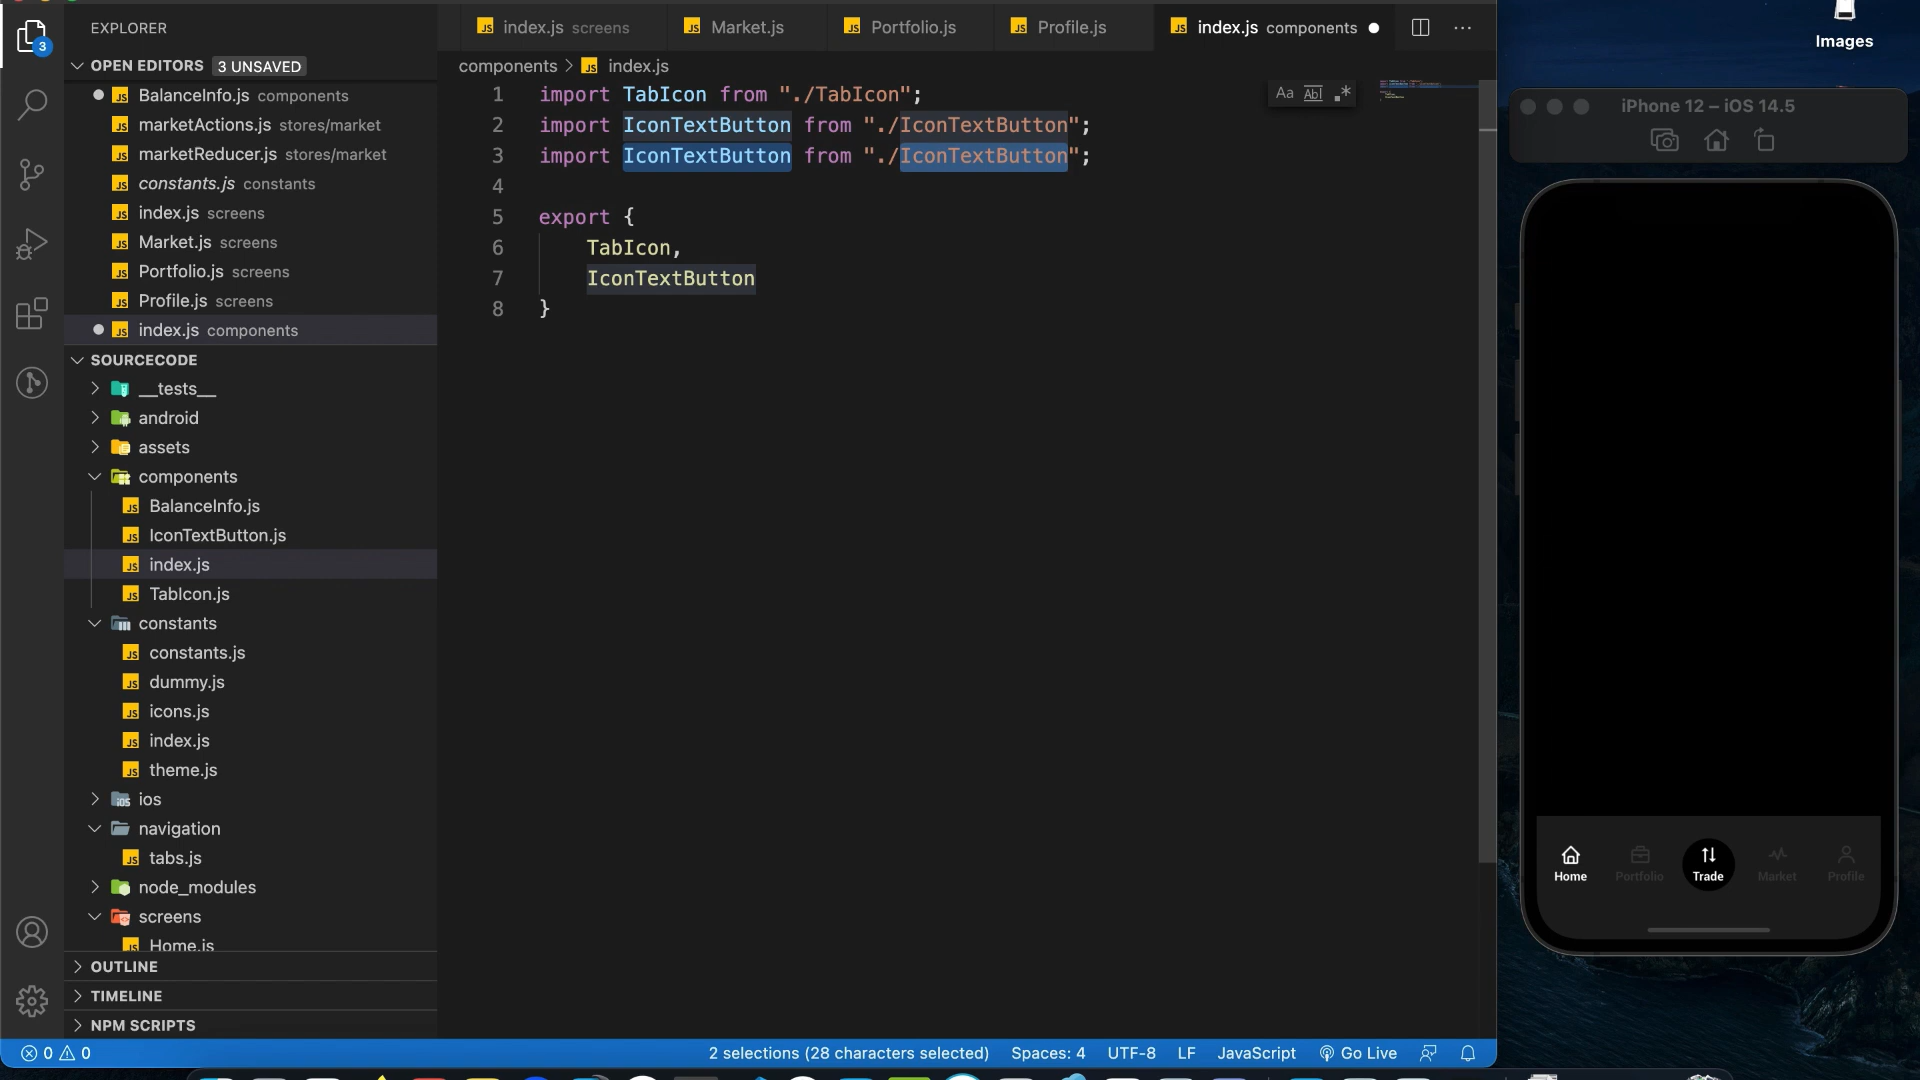 EXPLORER
index.js screens
Market.js
Portfolio.js
Profile.js
index.js components
Images
OPEN EDITORS 3 UNSAVED
components > index.js
3
BalanceInfo.js components
marketActions.js stores/market
marketReducer.js stores/market
constants.js constants
index.js screens
Market.js screens
Portfolio.js screens
Profile.js screens
index.js components
SOURCECODE
__tests__
android
assets
components
BalanceInfo.js
IconTextButton.js
index.js
TabIcon.js
constants
constants.js
dummy.js
icons.js
index.js
theme.js
ios
navigation
tabs.js
node_modules
screens
Home.js
OUTLINE
TIMELINE
NPM SCRIPTS
1 import TabIcon from "./TabIcon";
2 import IconTextButton from "./IconTextButton";
3 import IconTextButton from "./IconTextButton";
4
5 export {
6 TabIcon,
7 IconTextButton
8 }
Aa Abl .*
iPhone 12 – iOS 14.5
Home
Portfolio
Trade
Market
Profile
0 0
2 selections (28 characters selected)
Spaces: 4
UTF-8
LF
JavaScript
Go Live